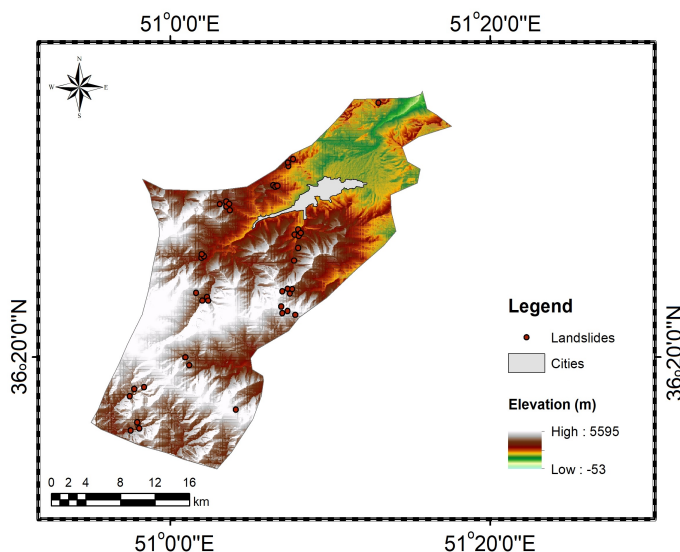 51°0'0"E 51°20'0"E
N
W E
S
36°20'0"N 36°20'0"N
Legend
Landslides
Cities
Elevation (m)
High : 5595
Low : -53
0 2 4 8 12 16
km
51°0'0"E 51°20'0"E